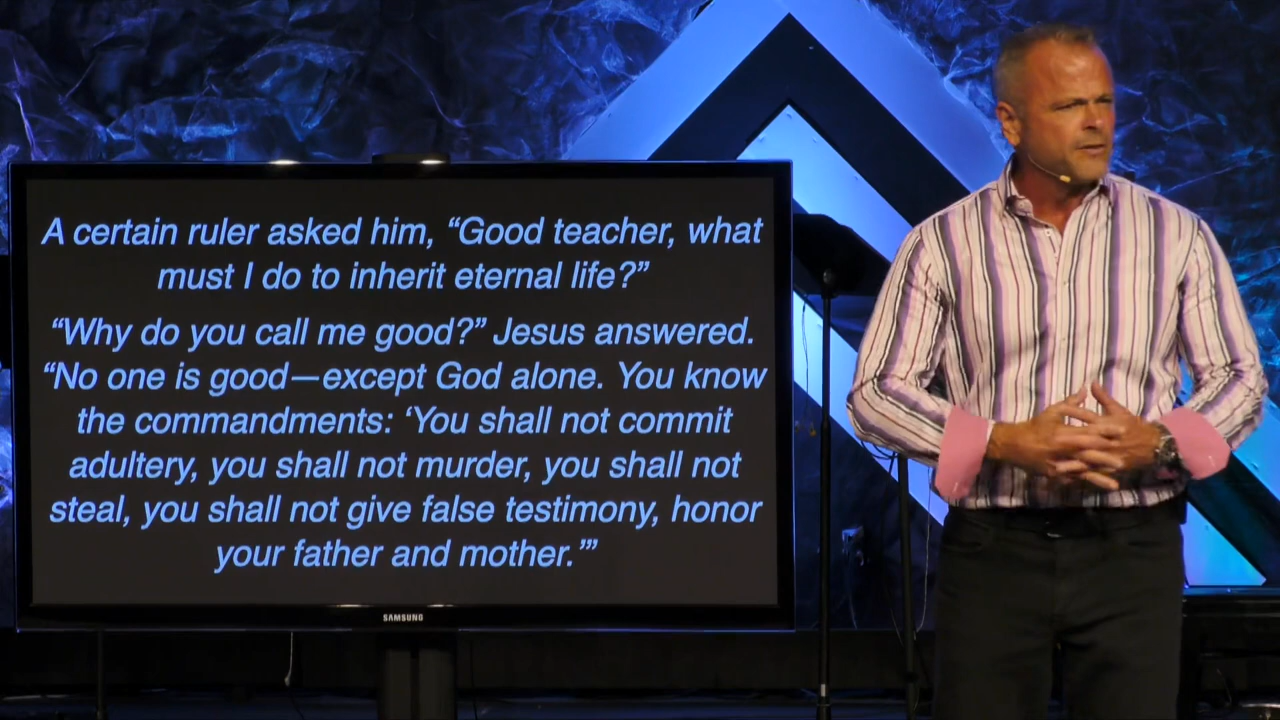 A certain ruler asked him, “Good teacher, what
must I do to inherit eternal life?”
“Why do you call me good?” Jesus answered.
“No one is good—except God alone. You know
the commandments: ‘You shall not commit
adultery, you shall not murder, you shall not
steal, you shall not give false testimony, honor
your father and mother.’”
SAMSUNG